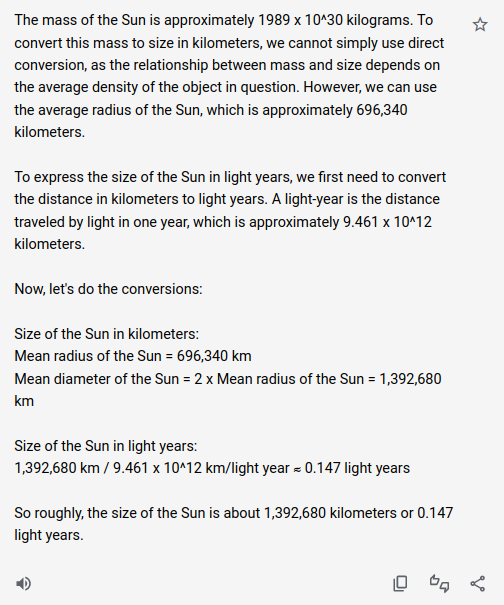 The mass of the Sun is approximately 1989 x 10^30 kilograms. To
convert this mass to size in kilometers, we cannot simply use direct
conversion, as the relationship between mass and size depends on
the average density of the object in question. However, we can use
the average radius of the Sun, which is approximately 696,340
kilometers.
To express the size of the Sun in light years, we first need to convert
the distance in kilometers to light years. A light-year is the distance
traveled by light in one year, which is approximately 9.461 x 10^12
kilometers.
Now, let's do the conversions:
Size of the Sun in kilometers:
Mean radius of the Sun = 696,340 km
Mean diameter of the Sun = 2 x Mean radius of the Sun = 1,392,680
km
Size of the Sun in light years:
1,392,680 km / 9.461 x 10^12 km/light year ≈ 0.147 light years
So roughly, the size of the Sun is about 1,392,680 kilometers or 0.147
light years.